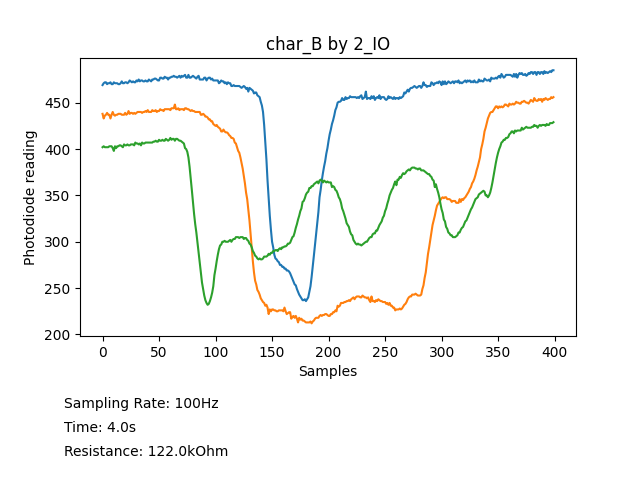 char_B by 2_IO
Photodiode reading
450
400
350
300
250
200
0 50 100 150 200 250 300 350 400
Samples
Sampling Rate: 100Hz
Time: 4.0s
Resistance: 122.0kOhm